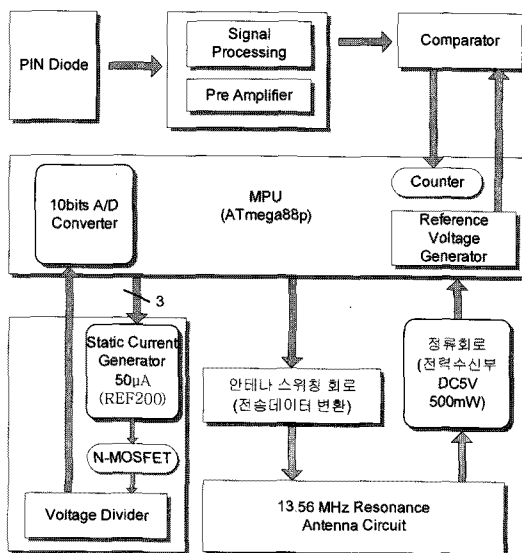 PIN Diode
Signal
Processing
Pre Amplifier
Comparator
10bits A/D
Converter
MPU
(ATmega88p)
Counter
Reference
Voltage
Generator
3
Static Current
Generator
50μA
(REF200)
N-MOSFET
Voltage Divider
안테나 스위칭 회로
(전송데이터 변환)
정류회로
(전력수신부
DC5V
500mW)
13.56 MHz Resonance
Antenna Circuit